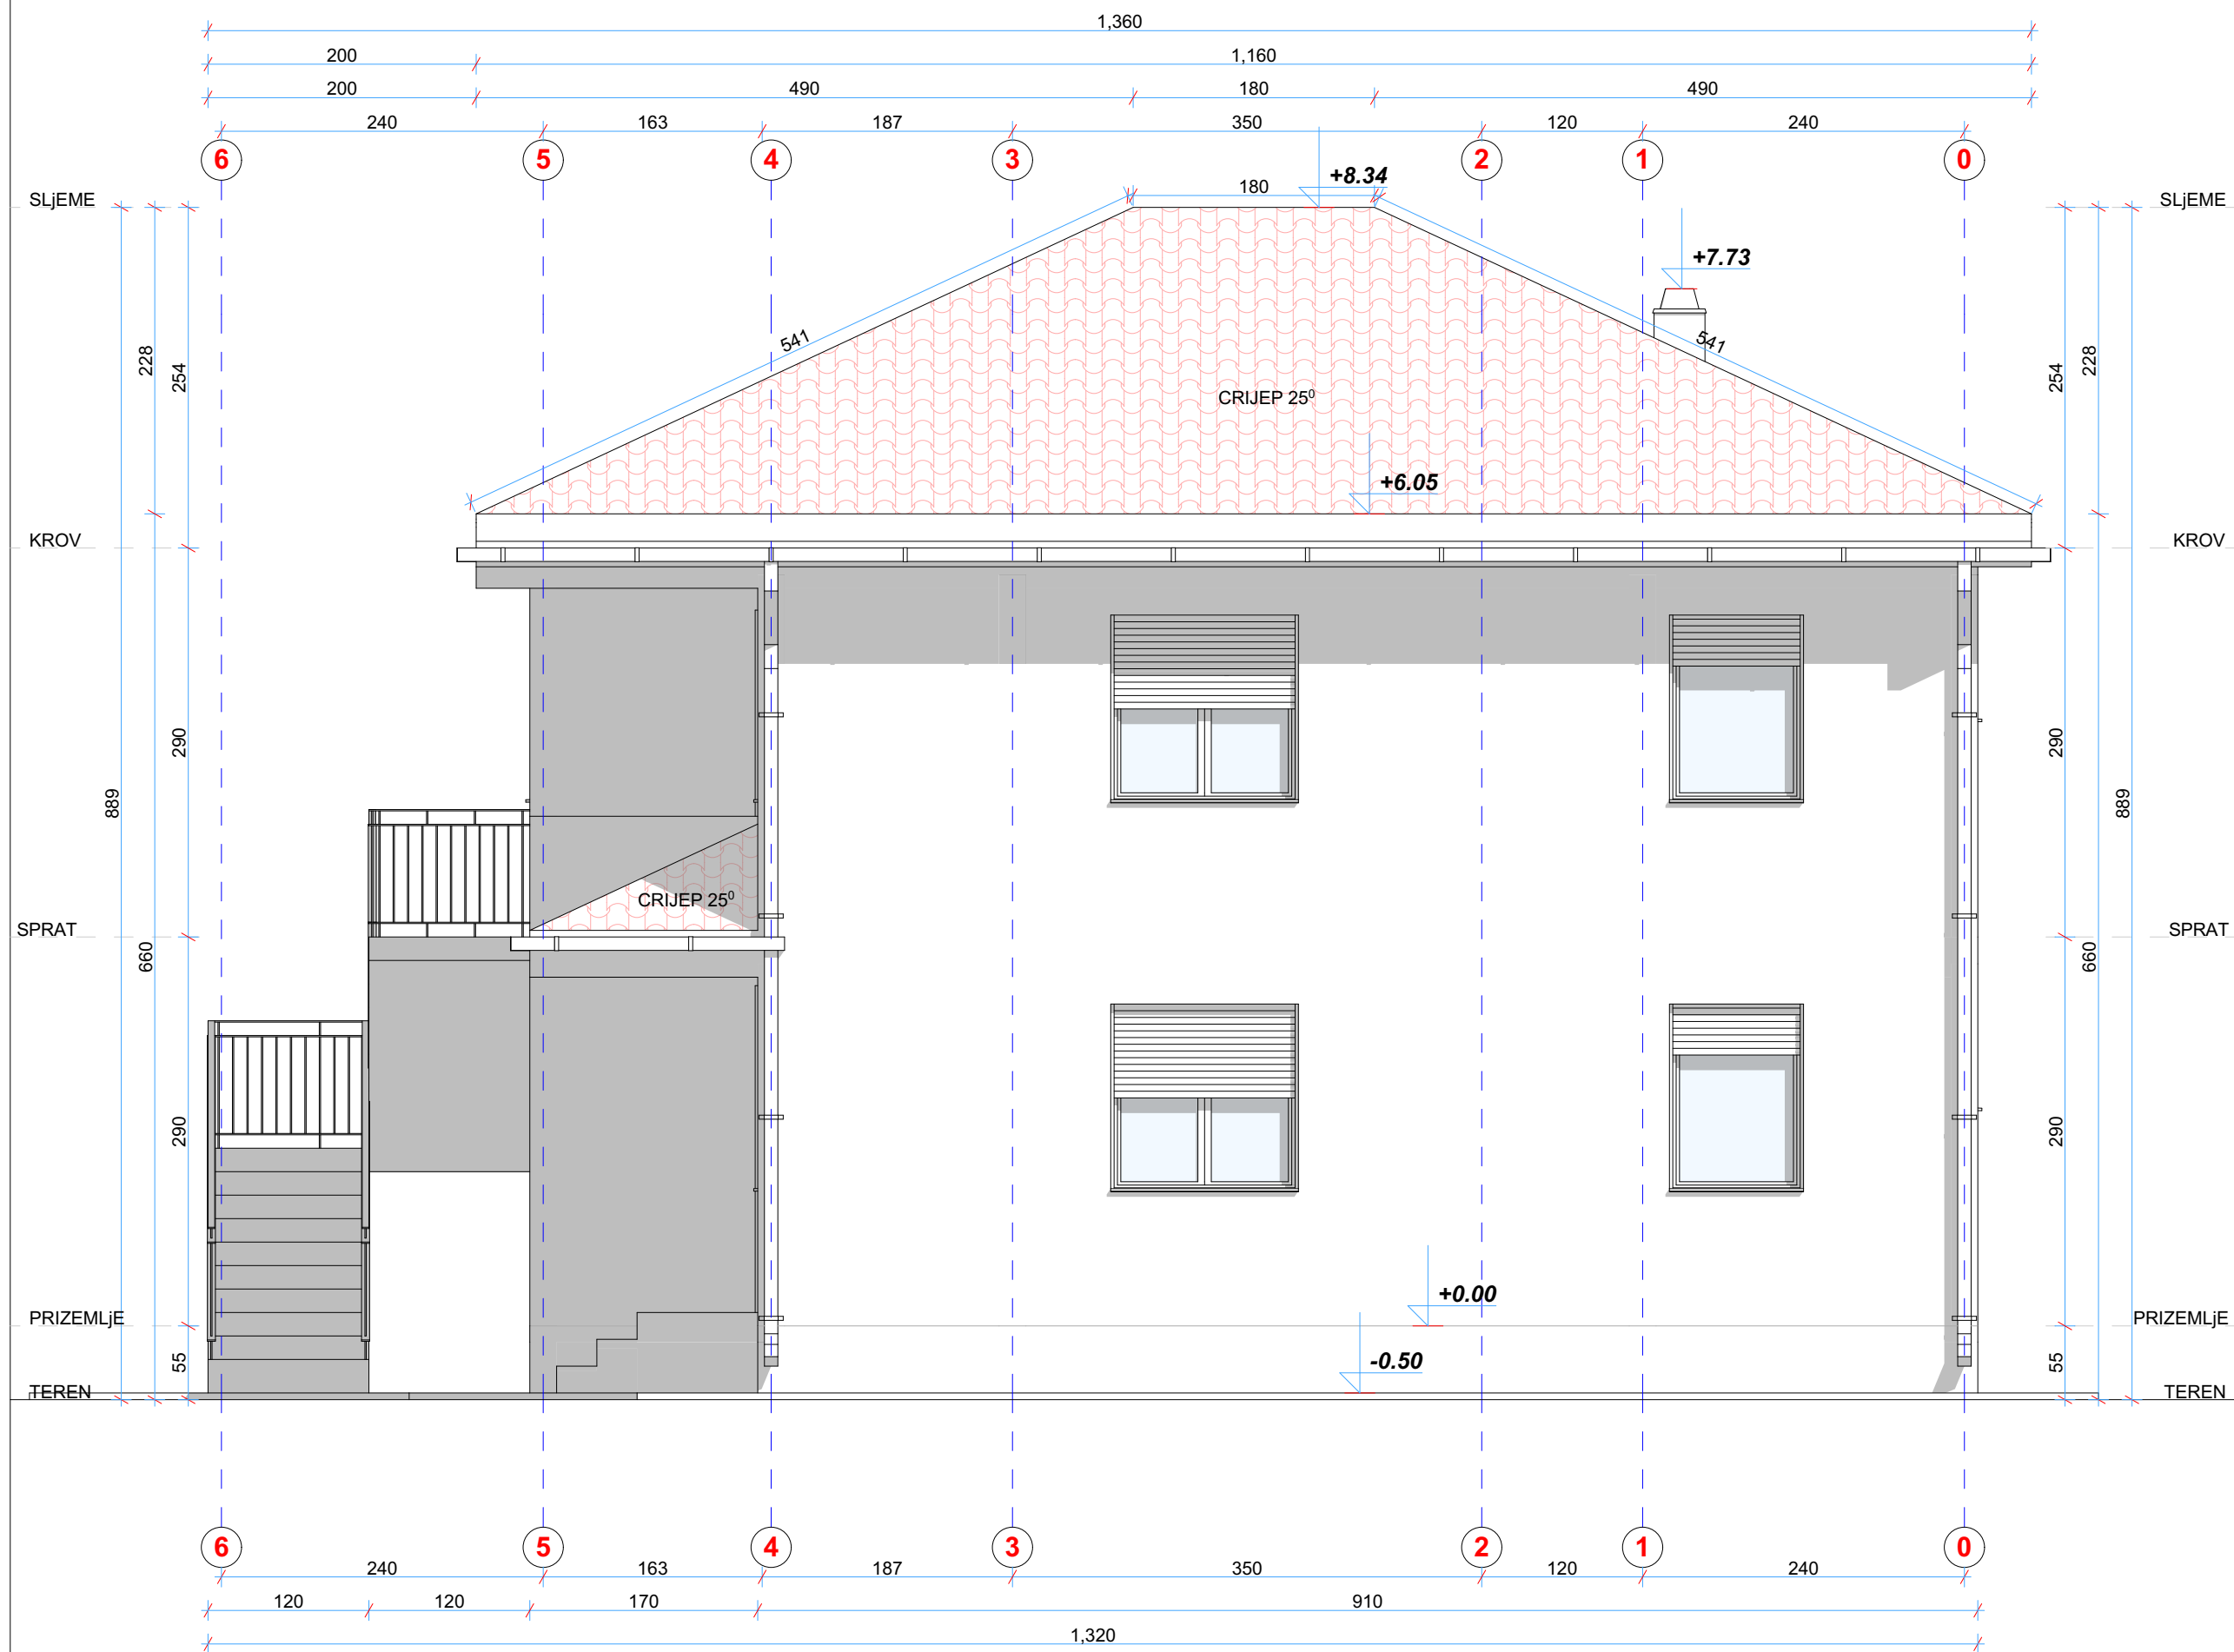 1,360
200 1,160
200 490 180 490
240 163 187 350 120 240
6 5 4 3 2 1 0
+8.34
180
SLjEME SLjEME
+7.73
541 541
228 254 254 228
CRIJEP 25⁰
+6.05
KROV KROV
290 290
889 889
CRIJEP 25⁰
SPRAT SPRAT
660 660
290 290
+0.00
PRIZEMLjE PRIZEMLjE
55 55
-0.50
TEREN TEREN
6 5 4 3 2 1 0
240 163 187 350 120 240
120 120 170 910
1,320